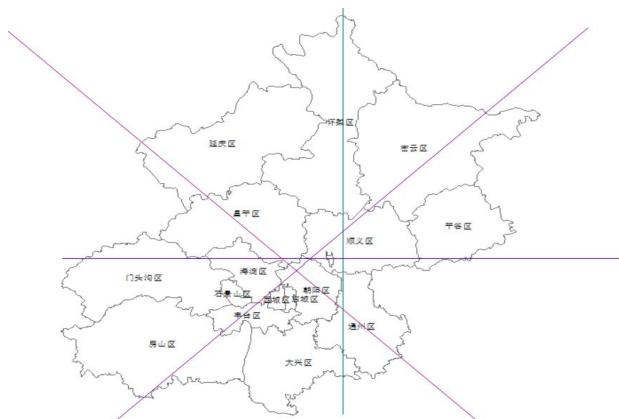 怀柔区
延庆区
密云区
昌平区
顺义区
平谷区
门头沟区
海淀区
石景山区
西城区
东城区
朝阳区
丰台区
通州区
房山区
大兴区